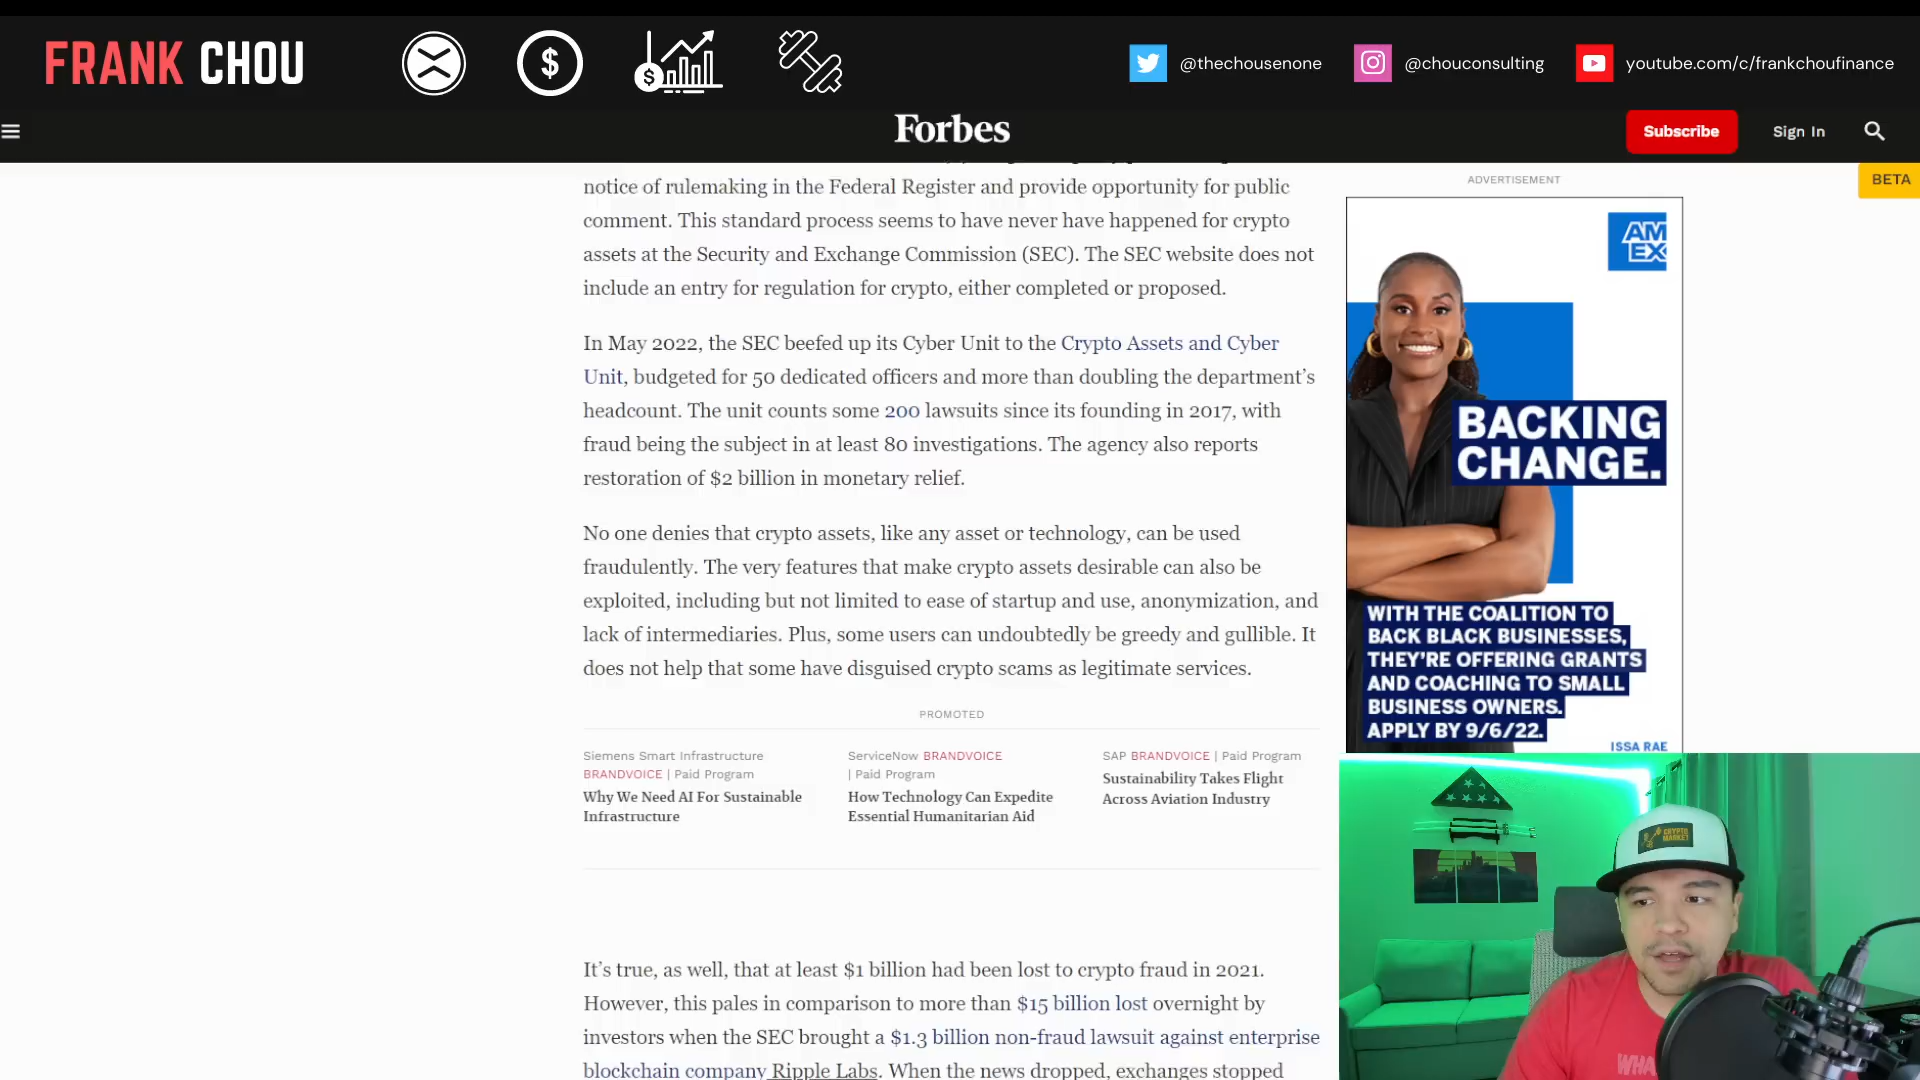 FRANK CHOU
@thechousenone
@chouconsulting
youtube.com/c/frankchoufinance
Forbes
Subscribe
Sign In
BETA
notice of rulemaking in the Federal Register and provide opportunity for public
comment. This standard process seems to have never have happened for crypto
assets at the Security and Exchange Commission (SEC). The SEC website does not
include an entry for regulation for crypto, either completed or proposed.
In May 2022, the SEC beefed up its Cyber Unit to the Crypto Assets and Cyber
Unit, budgeted for 50 dedicated officers and more than doubling the department's
headcount. The unit counts some 200 lawsuits since its founding in 2017, with
fraud being the subject in at least 80 investigations. The agency also reports
restoration of $2 billion in monetary relief.
No one denies that crypto assets, like any asset or technology, can be used
fraudulently. The very features that make crypto assets desirable can also be
exploited, including but not limited to ease of startup and use, anonymization, and
lack of intermediaries. Plus, some users can undoubtedly be greedy and gullible. It
does not help that some have disguised crypto scams as legitimate services.
PROMOTED
Siemens Smart Infrastructure
BRANDVOICE | Paid Program
Why We Need AI For Sustainable
Infrastructure
ServiceNow BRANDVOICE
| Paid Program
How Technology Can Expedite
Essential Humanitarian Aid
SAP BRANDVOICE | Paid Program
Sustainability Takes Flight
Across Aviation Industry
It's true, as well, that at least $1 billion had been lost to crypto fraud in 2021.
However, this pales in comparison to more than $15 billion lost overnight by
investors when the SEC brought a $1.3 billion non-fraud lawsuit against enterprise
blockchain company Ripple Labs. When the news dropped, exchanges stopped
ADVERTISEMENT
AM
EX
BACKING
CHANGE.
WITH THE COALITION TO
BACK BLACK BUSINESSES,
THEY'RE OFFERING GRANTS
AND COACHING TO SMALL
BUSINESS OWNERS.
APPLY BY 9/6/22.
ISSA RAE
CRYPTO
MARKET